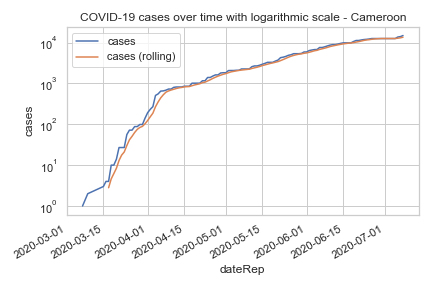 COVID-19 cases over time with logarithmic scale - Cameroon
cases
cases (rolling)
10⁴
10³
10²
10¹
10⁰
cases
2020-03-01
2020-03-15
2020-04-01
2020-04-15
2020-05-01
2020-05-15
2020-06-01
2020-06-15
2020-07-01
dateRep